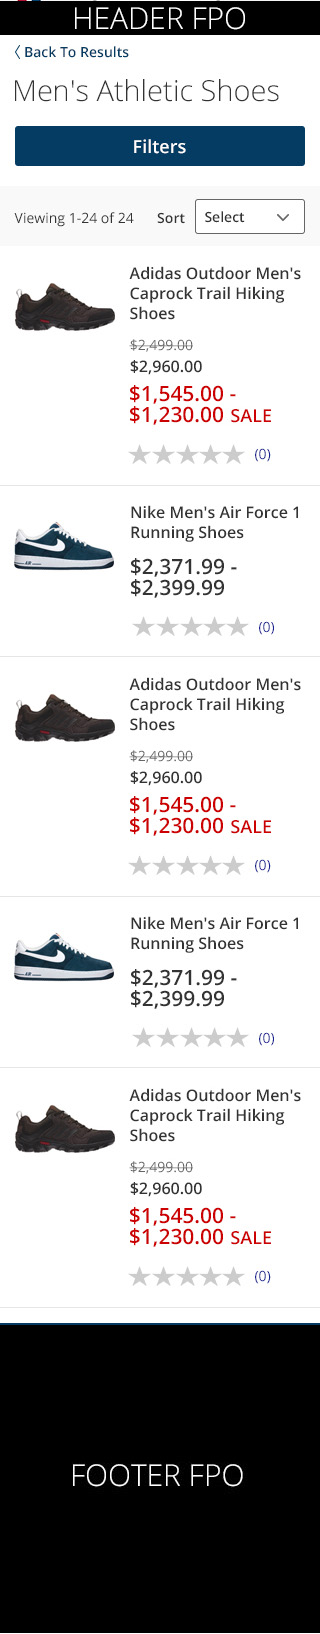 HEADER FPO
Back To Results
Men's Athletic Shoes
Filters
Viewing 1-24 of 24 Sort Select
Adidas Outdoor Men's
Caprock Trail Hiking
Shoes
$2,499.00
$2,960.00
$1,545.00 -
$1,230.00 SALE
(0)
Nike Men's Air Force 1
Running Shoes
$2,371.99 -
$2,399.99
(0)
Adidas Outdoor Men's
Caprock Trail Hiking
Shoes
$2,499.00
$2,960.00
$1,545.00 -
$1,230.00 SALE
(0)
Nike Men's Air Force 1
Running Shoes
$2,371.99 -
$2,399.99
(0)
Adidas Outdoor Men's
Caprock Trail Hiking
Shoes
$2,499.00
$2,960.00
$1,545.00 -
$1,230.00 SALE
(0)
FOOTER FPO